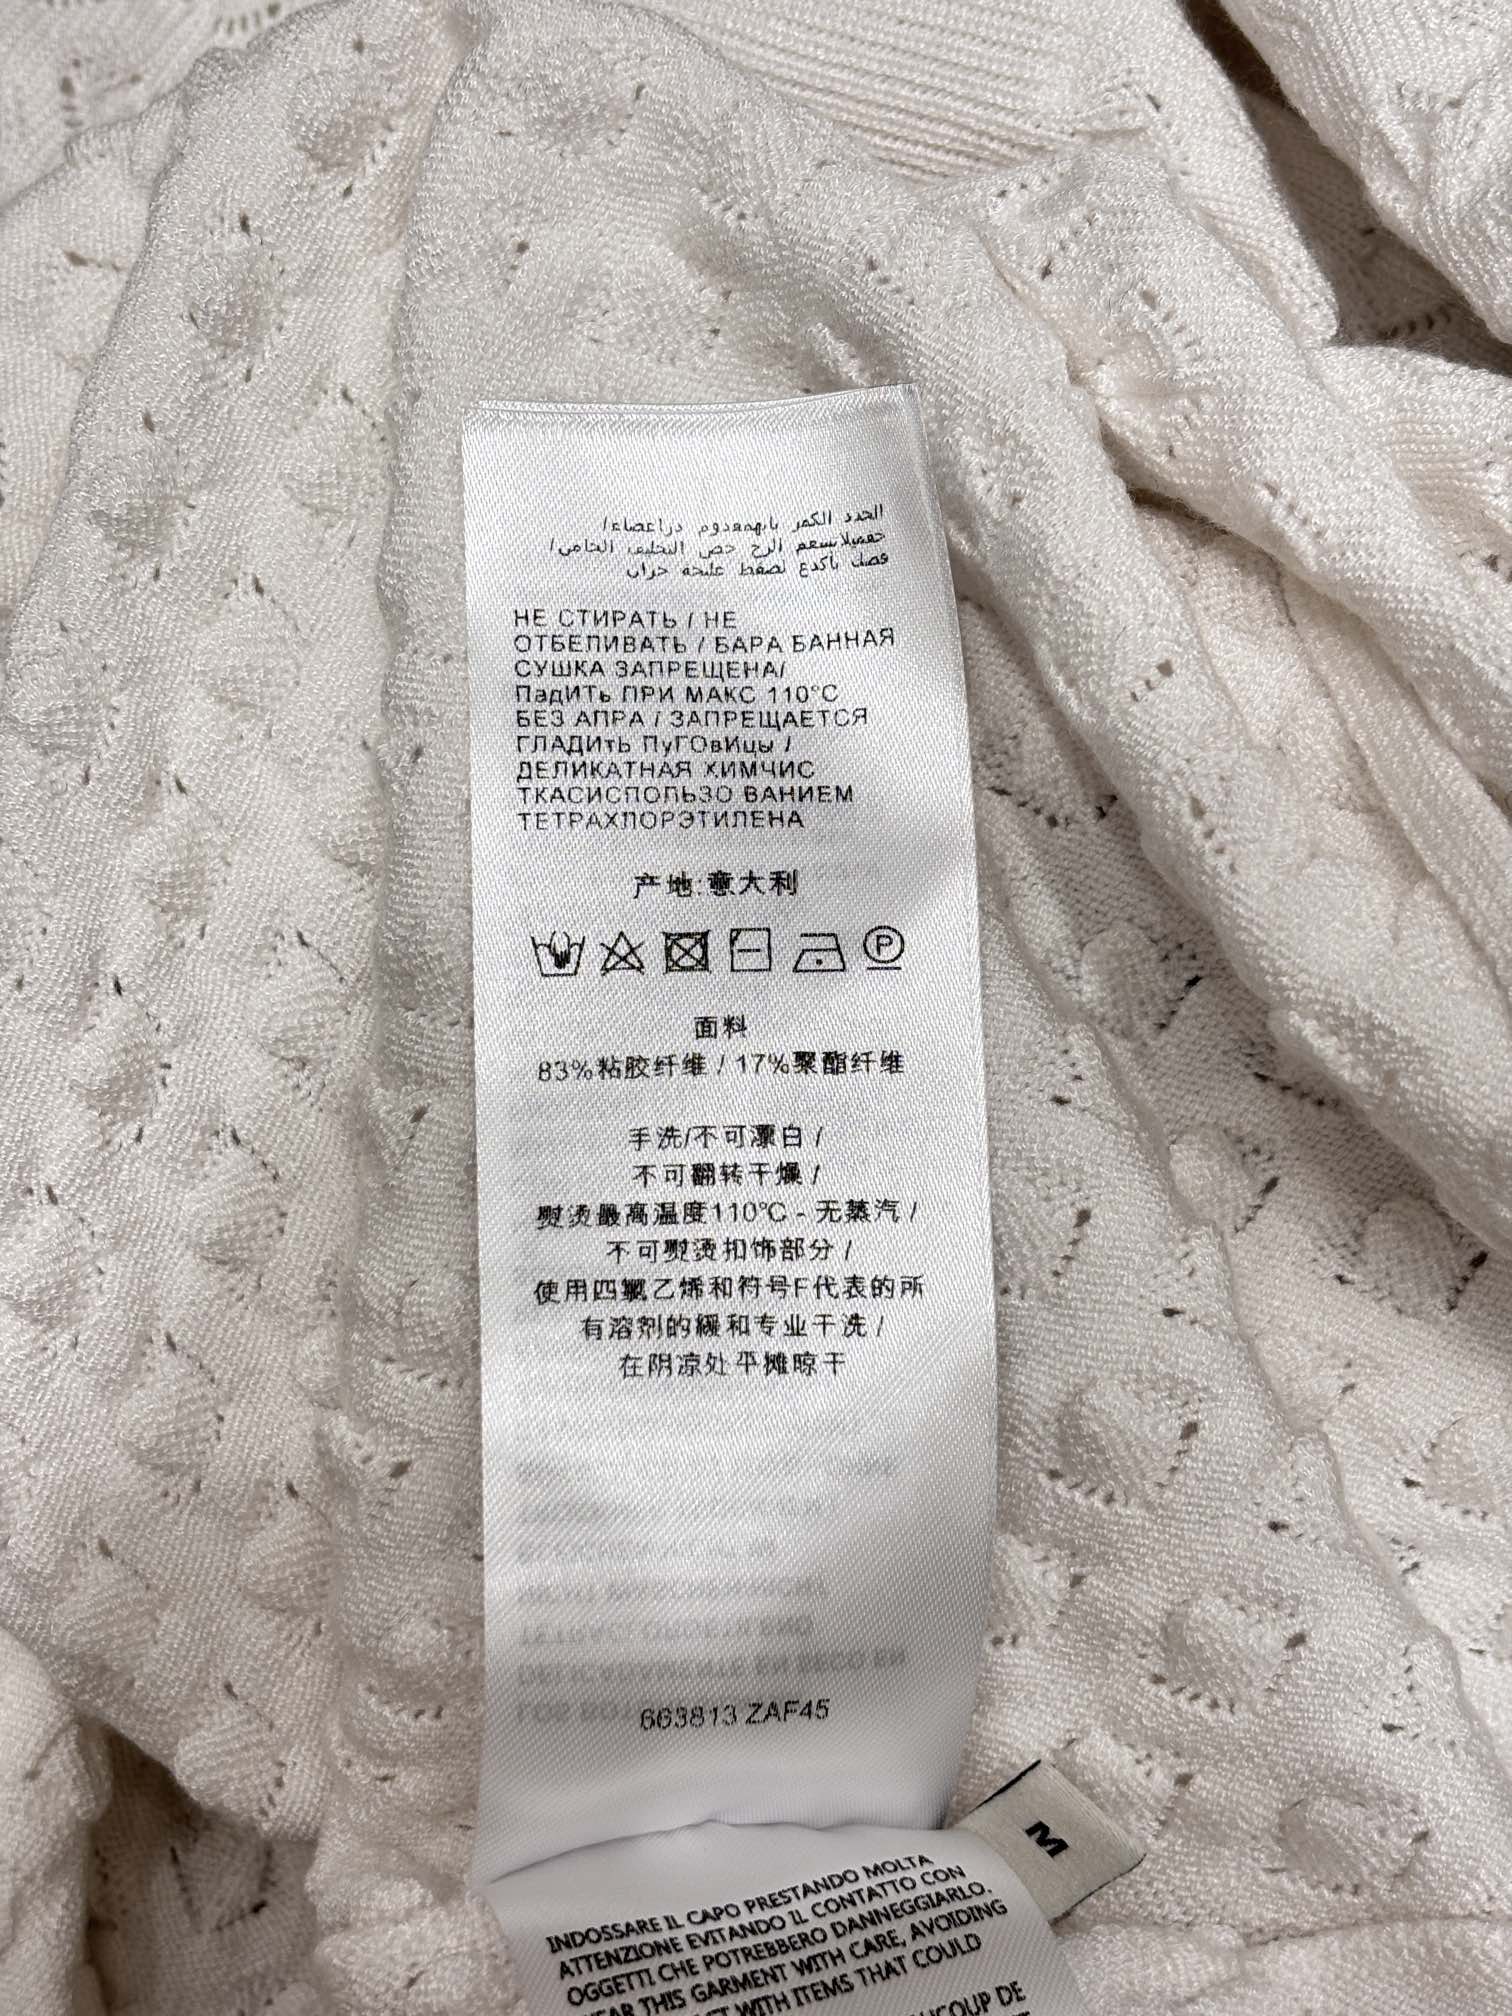 НЕ СТИРАТЬ / НЕ
ОТБЕЛИВАТЬ / БАРА БАННАЯ
СУШКА ЗАПРЕЩЕНА/
ПадИТЬ ПРИ МАКС 110°C
БЕЗ АПРА / ЗАПРЕЩАЕТСЯ
ГЛАДИтЬ ПуГОвИцы /
ДЕЛИКАТНАЯ ХИМЧИС
ТКАСИСПОЛЬЗО ВАНИЕМ
ТЕТРАХЛОРЭТИЛЕНА
产地:意大利
P
面料
83%粘胶纤维 / 17%聚酯纤维
手洗/不可漂白 /
不可翻转干燥 /
熨烫最高温度110°C - 无蒸汽 /
不可熨烫扣饰部分 /
使用四氯乙烯和符号F代表的所
有溶剂的缓和专业干洗 /
在阴凉处平摊晾干
663813 ZAF45
M
INDOSSARE IL CAPO PRESTANDO MOLTA
ATTENZIONE EVITANDO IL CONTATTO CON
OGGETTI CHE POTREBBERO DANNEGGIARLO.
THIS GARMENT WITH CARE, AVOIDING
WITH ITEMS THAT COULD
DE